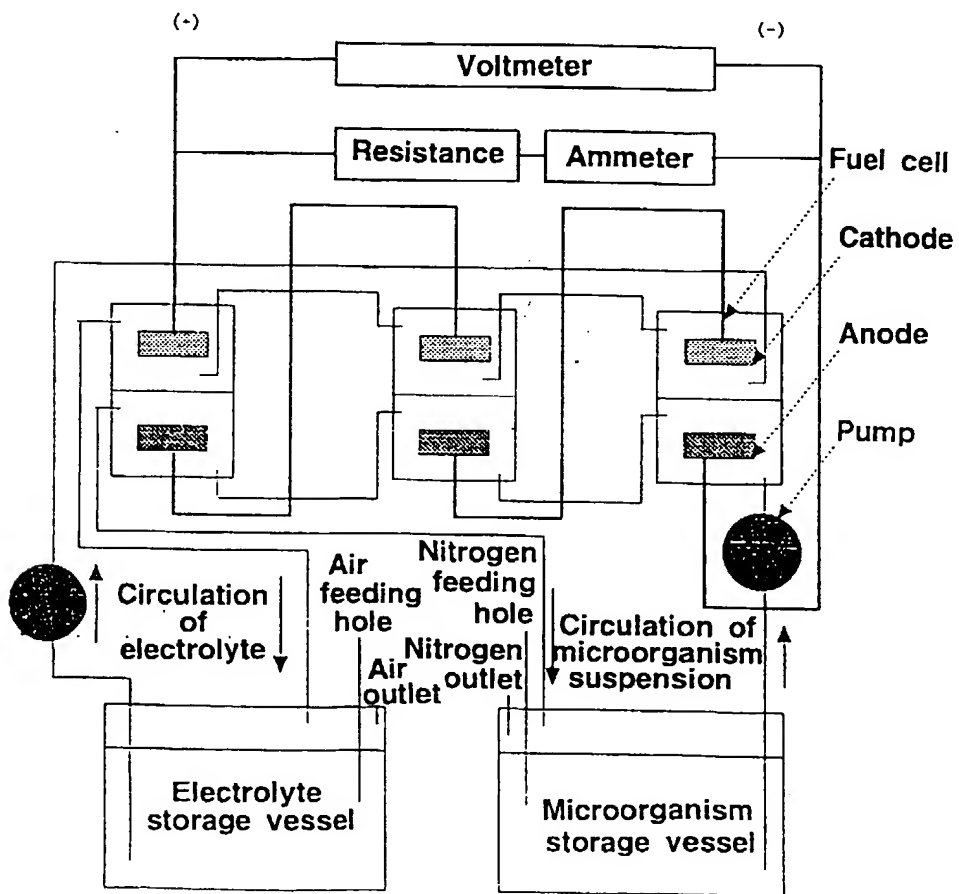 (+)
(-)
Voltmeter
Resistance
Ammeter
Fuel cell
Cathode
Anode
Pump
Circulation
of
electrolyte
Air
feeding
hole
Air
outlet
Nitrogen
feeding
hole
Nitrogen
outlet
Circulation of
microorganism
suspension
Electrolyte
storage vessel
Microorganism
storage vessel